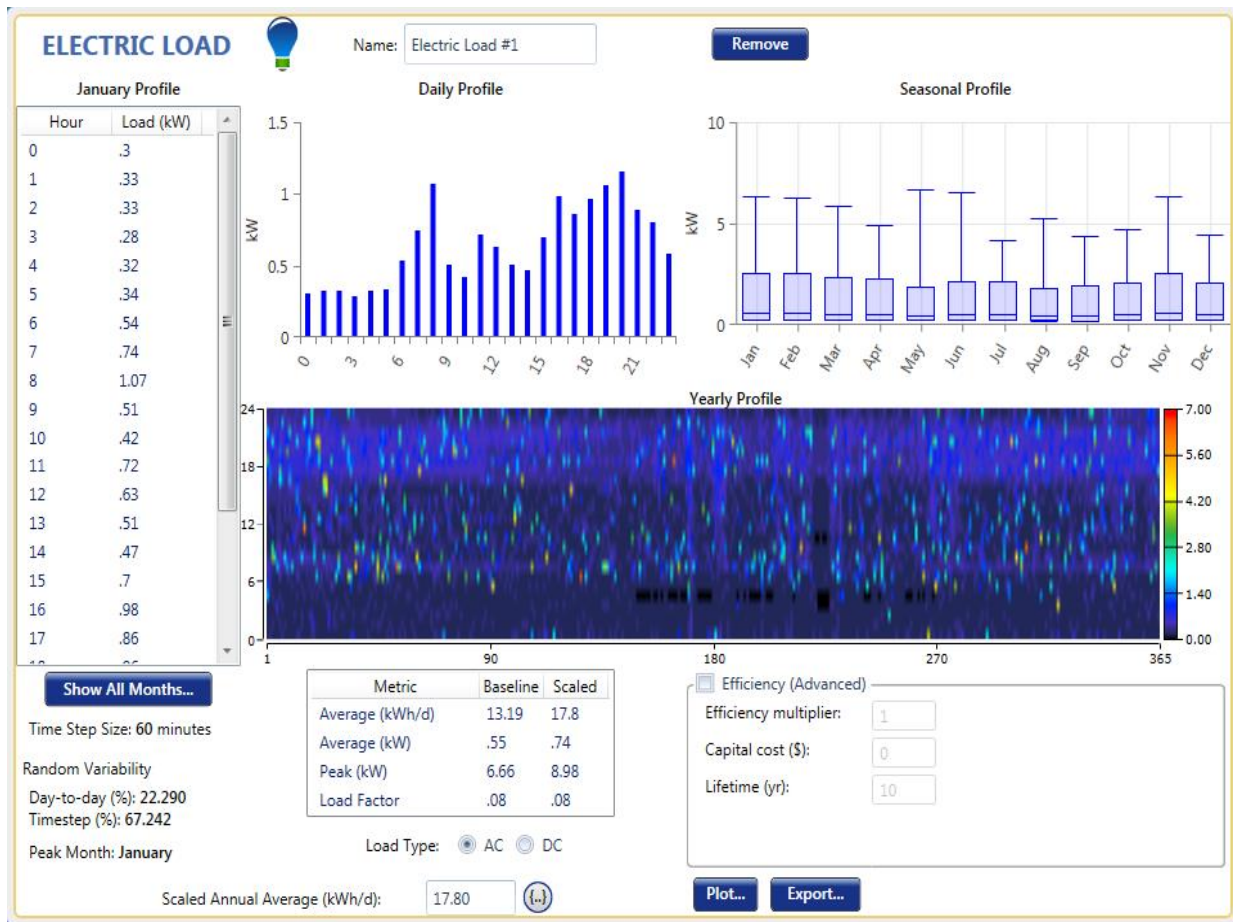 ELECTRIC LOAD
Name: Electric Load #1
Remove
January Profile
Hour Load (kW)
0 .3
1 .33
2 .33
3 .28
4 .32
5 .34
6 .54
7 .74
8 1.07
9 .51
10 .42
11 .72
12 .63
13 .51
14 .47
15 .7
16 .98
17 .86
Show All Months...
Time Step Size: 60 minutes
Random Variability
Day-to-day (%): 22.290
Timestep (%): 67.242
Peak Month: January
Daily Profile
kW
1.5
1
0.5
0
0 3 6 9 12 15 18 21
Seasonal Profile
kW
10
5
0
Jan Feb Mar Apr May Jun Jul Aug Sep Oct Nov Dec
Yearly Profile
24
18
12
6
0
1 90 180 270 365
7.00
5.60
4.20
2.80
1.40
0.00
Metric Baseline Scaled
Average (kWh/d) 13.19 17.8
Average (kW) .55 .74
Peak (kW) 6.66 8.98
Load Factor .08 .08
Load Type: AC DC
Scaled Annual Average (kWh/d): 17.80 {..}
Efficiency (Advanced)
Efficiency multiplier: 1
Capital cost ($): 0
Lifetime (yr): 10
Plot... Export...